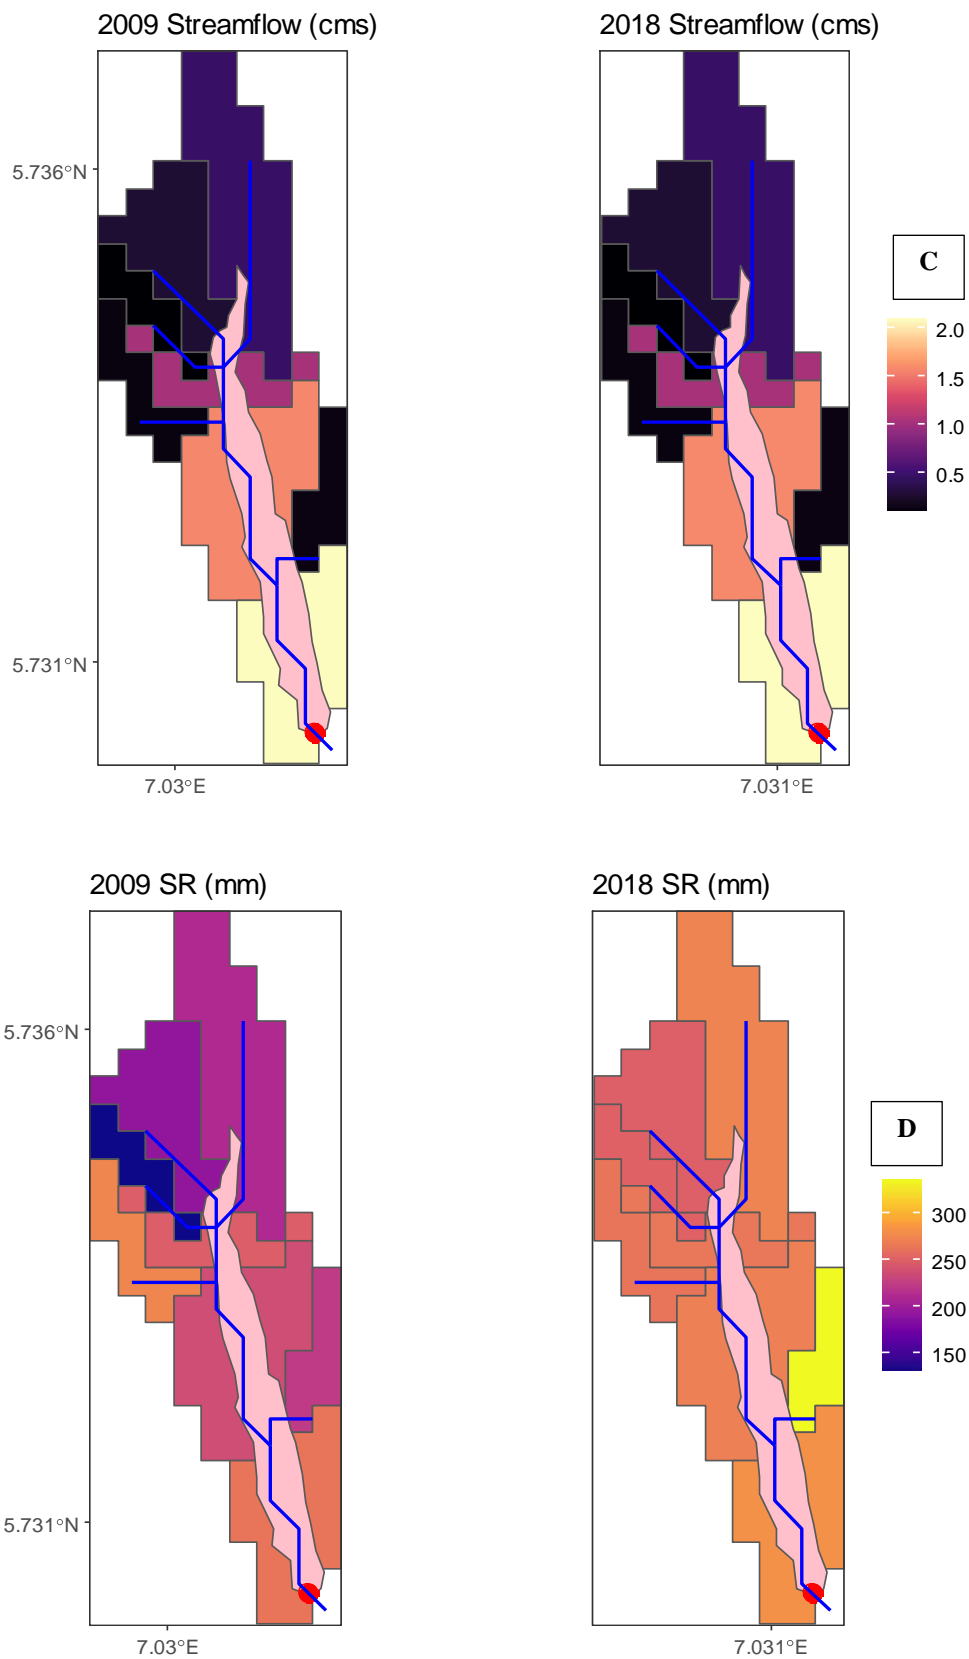 2009 Streamflow (cms)
2018 Streamflow (cms)
5.736°N
5.731°N
7.03°E
7.031°E
C
2.0
1.5
1.0
0.5
2009 SR (mm)
2018 SR (mm)
5.736°N
5.731°N
7.03°E
7.031°E
D
300
250
200
150